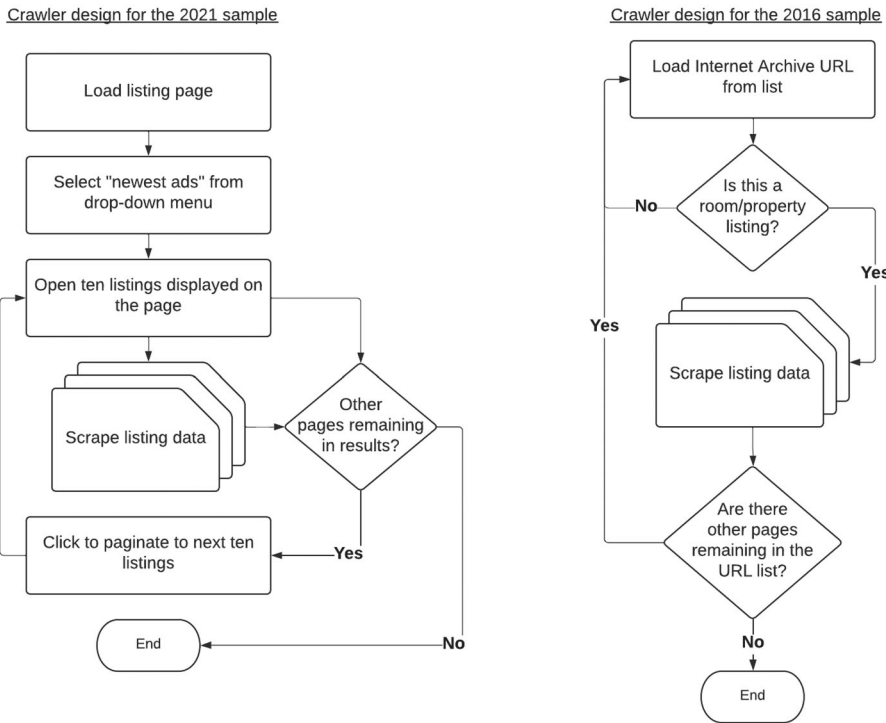 Crawler design for the 2021 sample
Load listing page
Select "newest ads" from
drop-down menu
Open ten listings displayed on
the page
Scrape listing data
Other
pages remaining
in results?
Yes
Click to paginate to next ten
listings
No
End
Crawler design for the 2016 sample
Load Internet Archive URL
from list
Is this a
room/property
listing?
No
Yes
Scrape listing data
Yes
Are there
other pages
remaining in the
URL list?
No
End